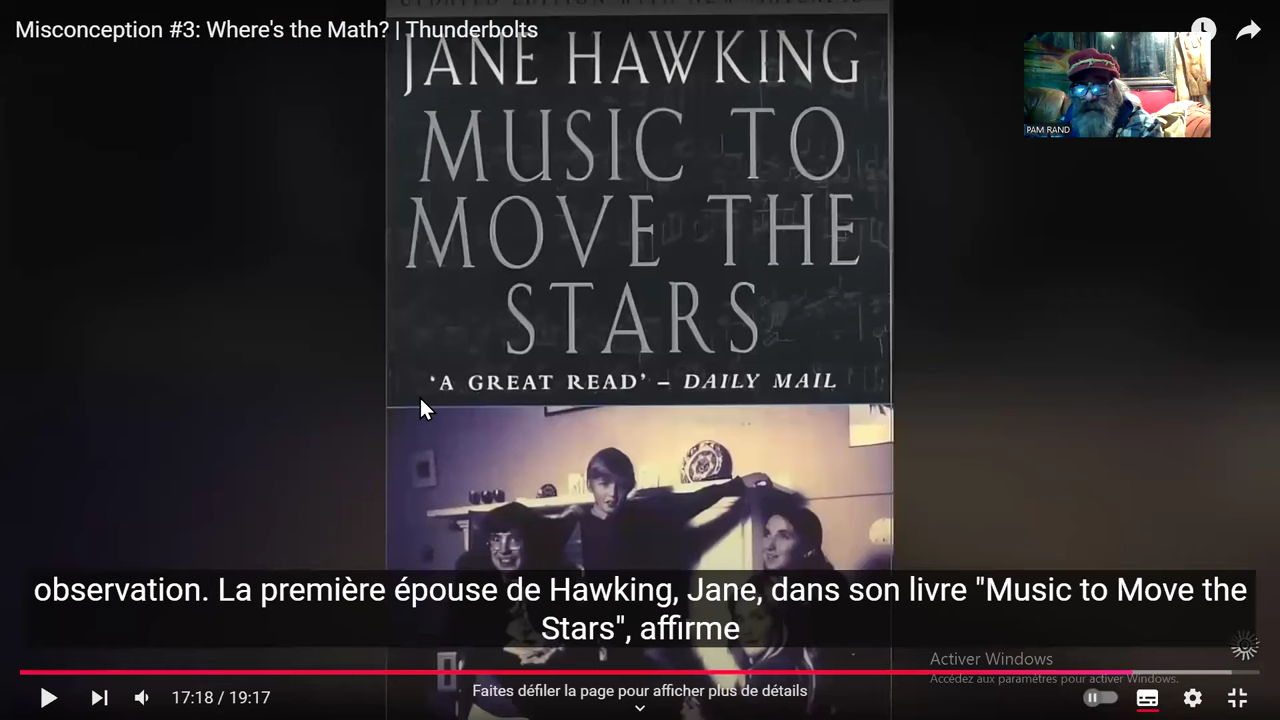 Misconception #3: Where's the Math? | Thunderbolts
JANE HAWKING
MUSIC TO
MOVE THE
STARS
‘A GREAT READ’ – DAILY MAIL
PAM RAND
observation. La première épouse de Hawking, Jane, dans son livre "Music to Move the
Stars", affirme
Activer Windows
Accédez aux paramètres pour activer Windows.
17:18 / 19:17
Faites défiler la page pour afficher plus de détails